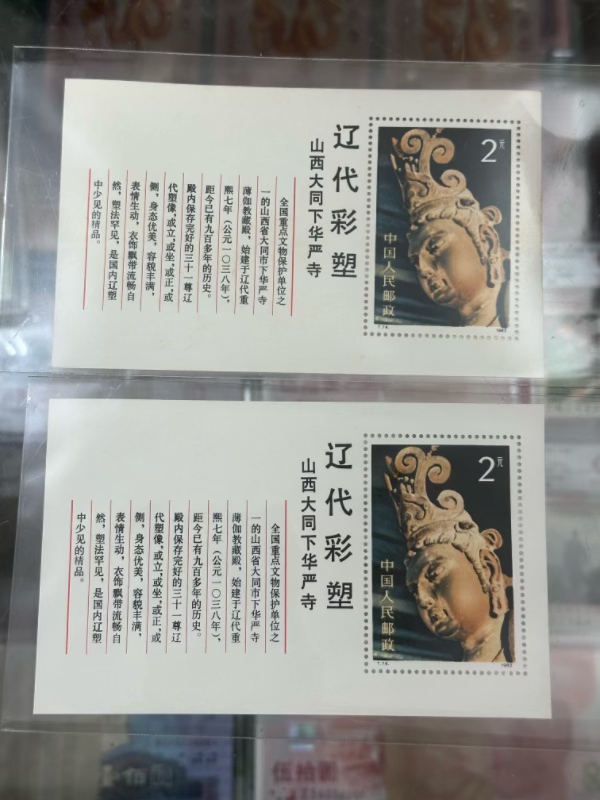 2元
中国人民邮政
T.74.
1982
辽代彩塑
山西大同下华严寺
全国重点文物保护单位之
一的山西省大同市下华严寺
薄伽教藏殿，始建于辽代重
熙七年（公元一〇三八年），
距今已有九百多年的历史。
殿内保存完好的三十一尊辽
代塑像，或立，或坐，或正，或
侧，身态优美，容貌丰满，
表情生动，衣饰飘带流畅自
然，塑法罕见，是国内辽塑
中少见的精品。
2元
中国人民邮政
T.74.
1982
辽代彩塑
山西大同下华严寺
全国重点文物保护单位之
一的山西省大同市下华严寺
薄伽教藏殿，始建于辽代重
熙七年（公元一〇三八年），
距今已有九百多年的历史。
殿内保存完好的三十一尊辽
代塑像，或立，或坐，或正，或
侧，身态优美，容貌丰满，
表情生动，衣饰飘带流畅自
然，塑法罕见，是国内辽塑
中少见的精品。
佰圆
伍拾圆